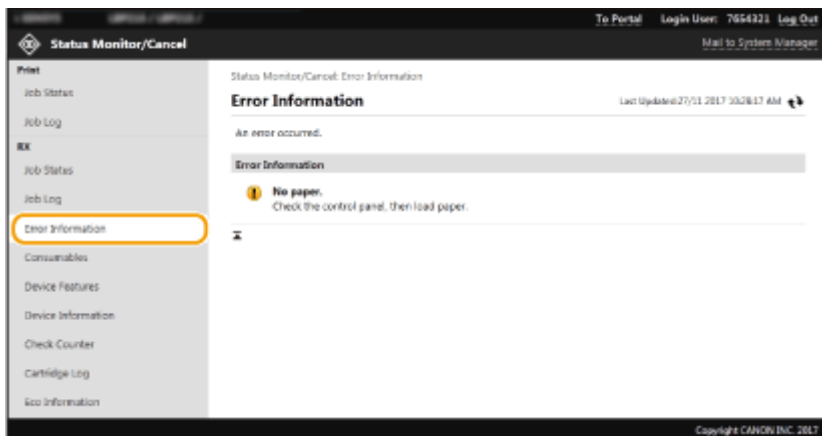 To Portal Login User: 7654321 Log Out
Status Monitor/Cancel
Mail to System Manager
Print
Job Status
Job Log
RX
Job Status
Job Log
Error Information
Consumables
Device Features
Device Information
Check Counter
Cartridge Log
Eco Information
Status Monitor/Cancel: Error Information
Error Information
Last Updated:27/11 2017 10:28:17 AM
An error occurred.
Error Information
No paper.
Check the control panel, then load paper.
Copyright CANON INC. 2017